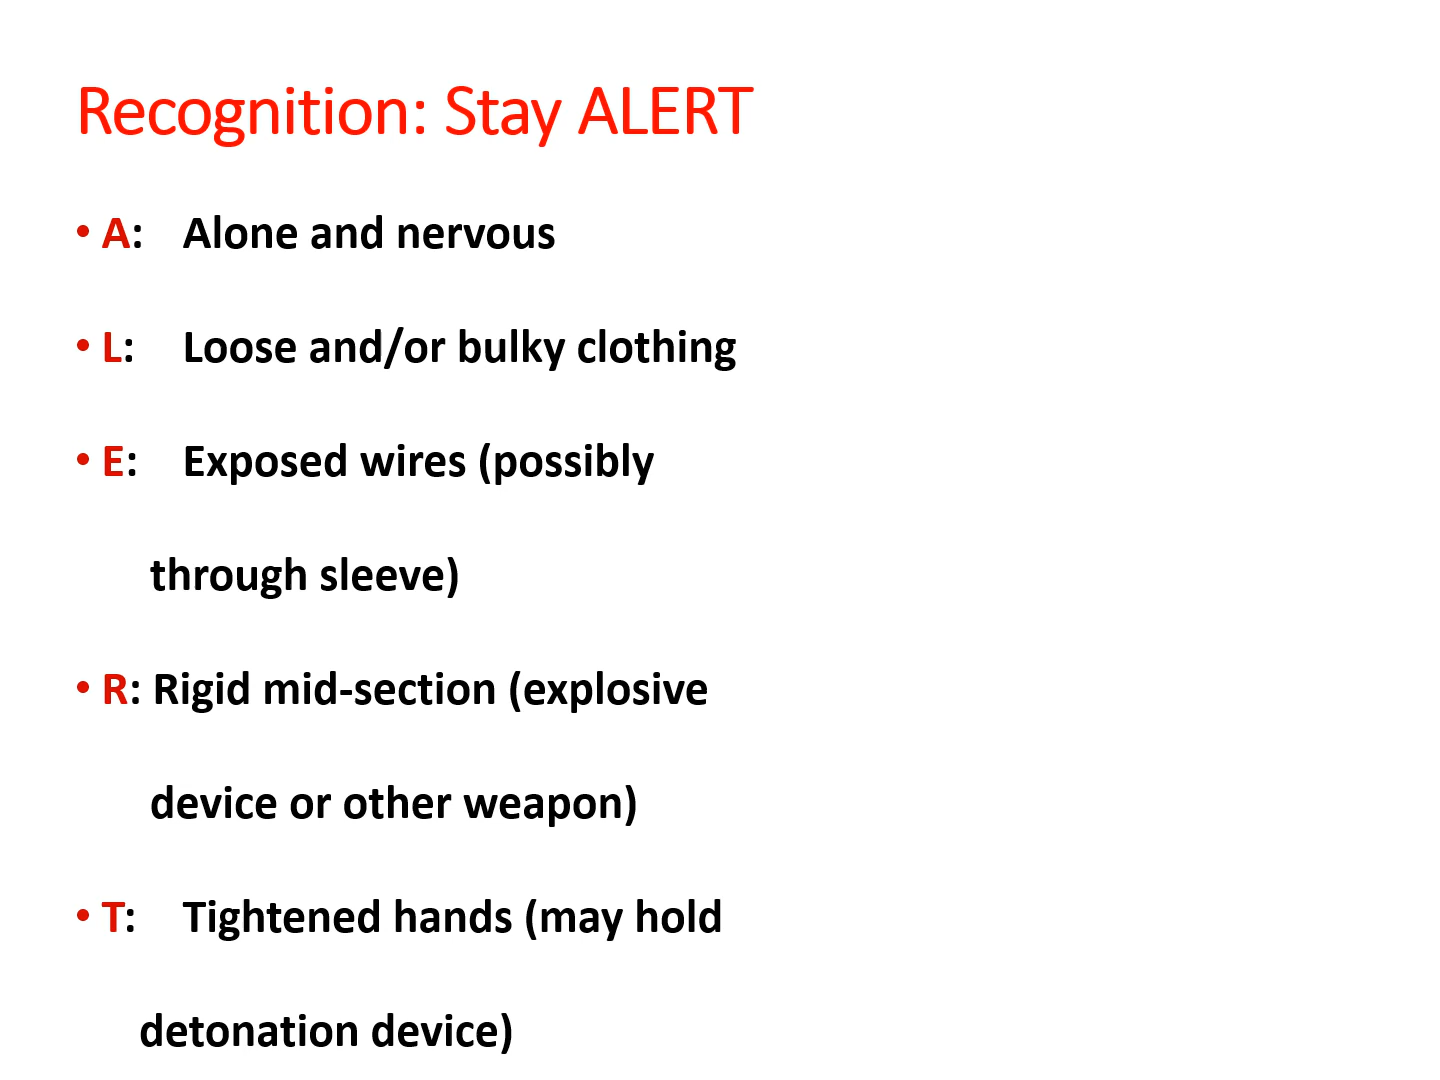 Recognition: Stay ALERT
• A: Alone and nervous
• L: Loose and/or bulky clothing
• E: Exposed wires (possibly
through sleeve)
• R: Rigid mid-section (explosive
device or other weapon)
• T: Tightened hands (may hold
detonation device)